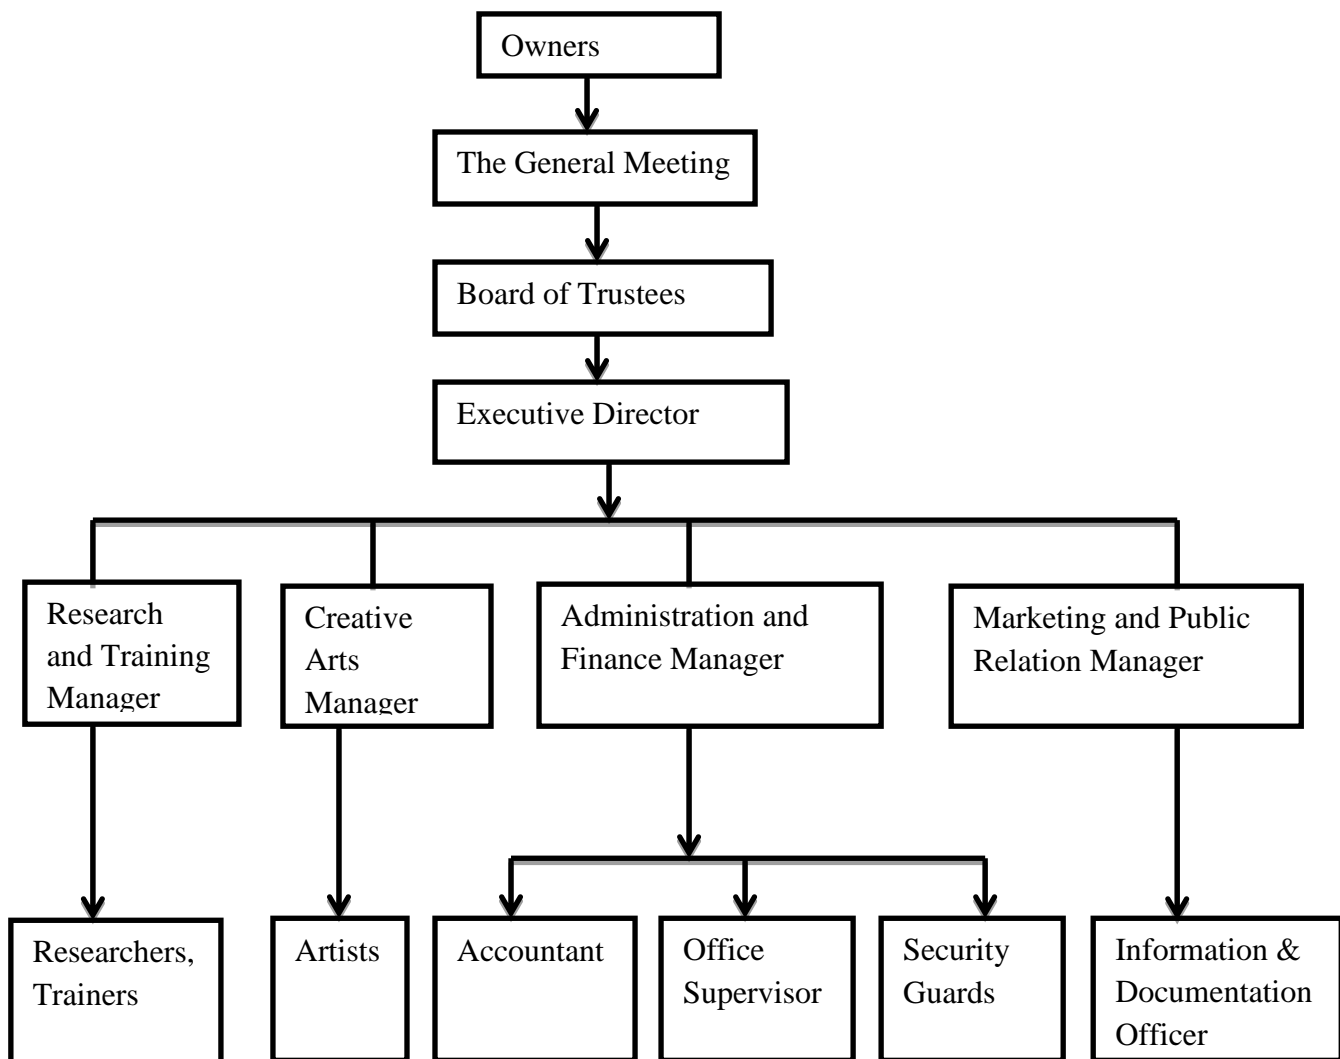 Owners
The General Meeting
Board of Trustees
Executive Director
Research
and Training
Manager
Creative
Arts
Manager
Administration and
Finance Manager
Marketing and Public
Relation Manager
Researchers,
Trainers
Artists
Accountant
Office
Supervisor
Security
Guards
Information &
Documentation
Officer